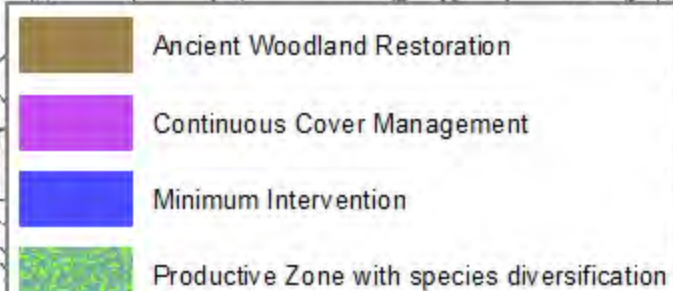 Ancient Woodland Restoration
Continuous Cover Management
Minimum Intervention
Productive Zone with species diversification